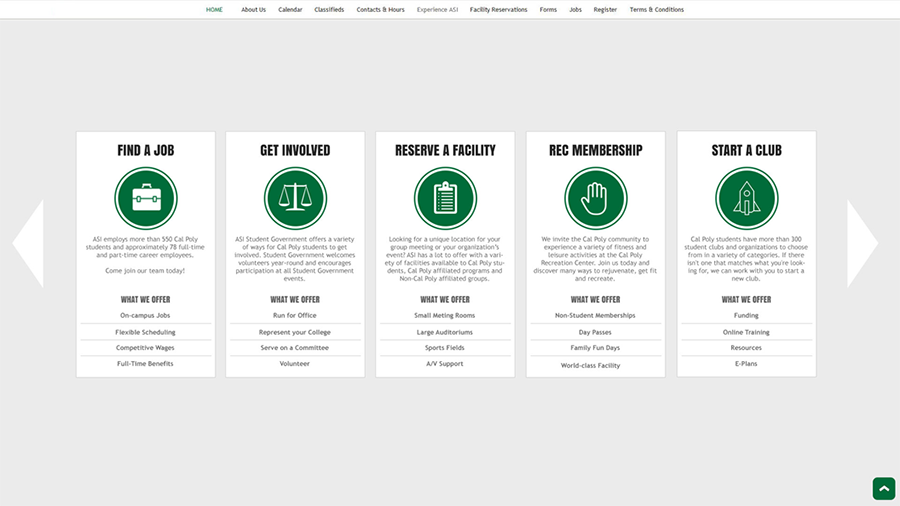 HOME About Us Calendar Classifieds Contacts & Hours Experience ASI Facility Reservations Forms Jobs Register Terms & Conditions
FIND A JOB
ASI employs more than 550 Cal Poly
students and approximately 78 full-time
and part-time career employees.
Come join our team today!
WHAT WE OFFER
On-campus Jobs
Flexible Scheduling
Competitive Wages
Full-Time Benefits
GET INVOLVED
ASI Student Government offers a variety
of ways for Cal Poly students to get
involved. Student Government welcomes
volunteers year-round and encourages
participation at all Student Government
events.
WHAT WE OFFER
Run for Office
Represent your College
Serve on a Committee
Volunteer
RESERVE A FACILITY
Looking for a unique location for your
group meeting or your organization's
event? ASI has a lot to offer with a vari-
ety of facilities available to Cal Poly stu-
dents, Cal Poly affiliated programs and
Non-Cal Poly affiliated groups.
WHAT WE OFFER
Small Meting Rooms
Large Auditoriums
Sports Fields
A/V Support
REC MEMBERSHIP
We invite the Cal Poly community to
experience a variety of fitness and
leisure activities at the Cal Poly
Recreation Center. Join us today and
discover many ways to rejuvenate, get fit
and recreate.
WHAT WE OFFER
Non-Student Memberships
Day Passes
Family Fun Days
World-class Facility
START A CLUB
Cal Poly students have more than 300
student clubs and organizations to choose
from in a variety of categories. If there
isn't one that matches what you're look-
ing for, we can work with you to start a
new club.
WHAT WE OFFER
Funding
Online Training
Resources
E-Plans